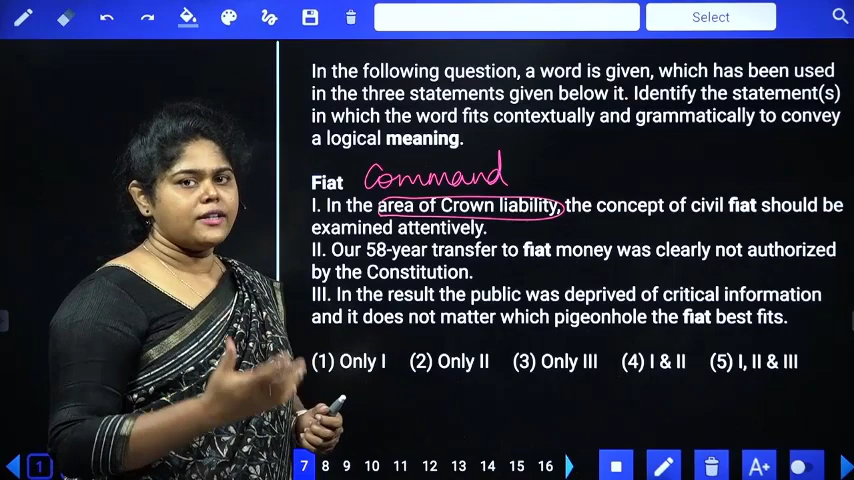 Select
In the following question, a word is given, which has been used
in the three statements given below it. Identify the statement(s)
in which the word fits contextually and grammatically to convey
a logical meaning.
Fiat Command
I. In the area of Crown liability, the concept of civil fiat should be
examined attentively.
II. Our 58-year transfer to fiat money was clearly not authorized
by the Constitution.
III. In the result the public was deprived of critical information
and it does not matter which pigeonhole the fiat best fits.
(1) Only I (2) Only II (3) Only III (4) I & II (5) I, II & III
1 7 8 9 10 11 12 13 14 15 16 A+